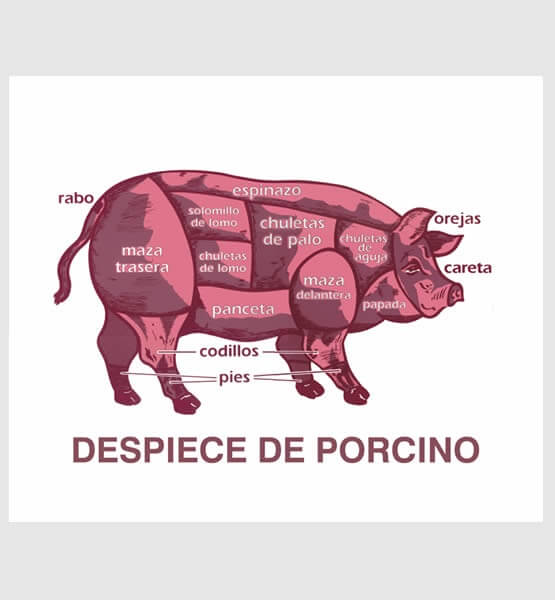 rabo
espinazo
solomillo
de lomo
chuletas
de palo
orejas
chuletas
de
aguja
maza
trasera
chuletas
de lomo
careta
maza
delantera
papada
panceta
codillos
pies
DESPIECE DE PORCINO